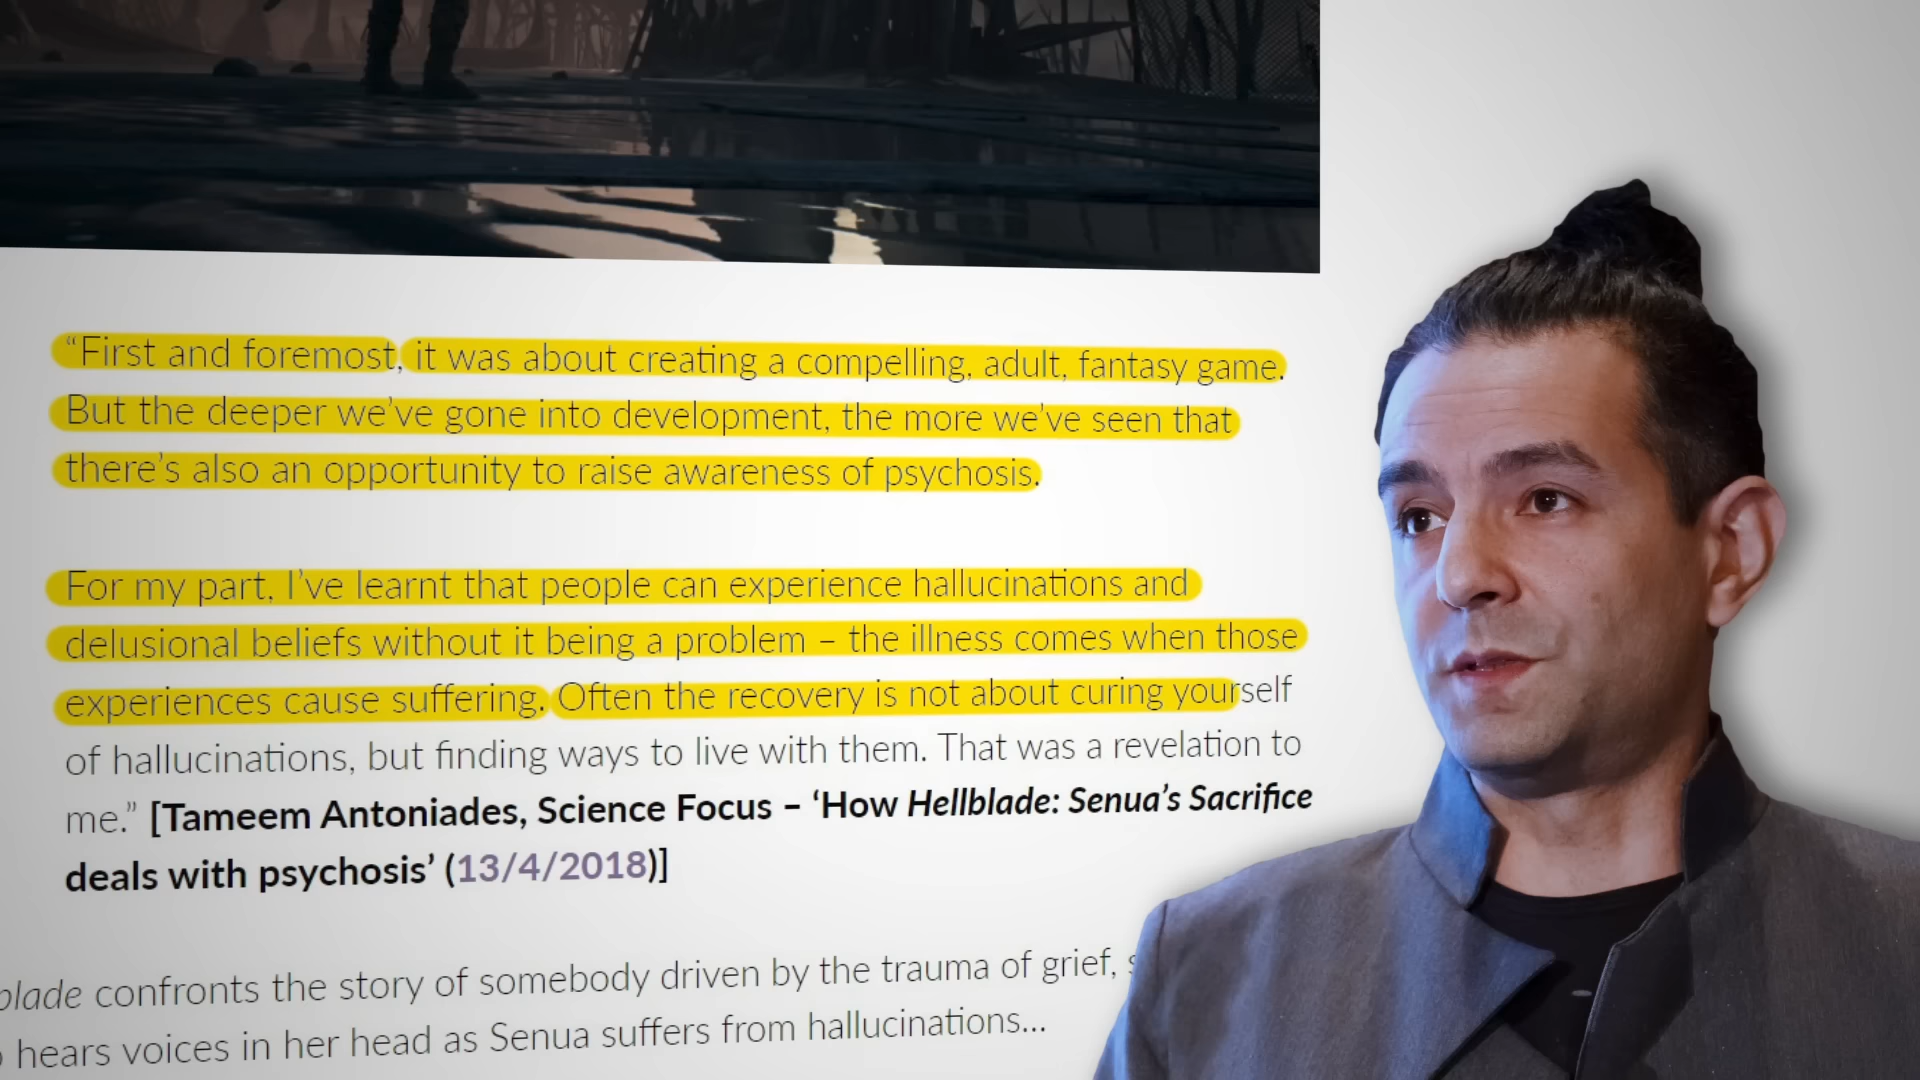 “First and foremost, it was about creating a compelling, adult, fantasy game.
But the deeper we’ve gone into development, the more we’ve seen that
there’s also an opportunity to raise awareness of psychosis.
For my part, I’ve learnt that people can experience hallucinations and
delusional beliefs without it being a problem – the illness comes when those
experiences cause suffering. Often the recovery is not about curing yourself
of hallucinations, but finding ways to live with them. That was a revelation to
me.” [Tameem Antoniades, Science Focus – ‘How Hellblade: Senua’s Sacrifice
deals with psychosis’ (13/4/2018)]
blade confronts the story of somebody driven by the trauma of grief,
hears voices in her head as Senua suffers from hallucinations...